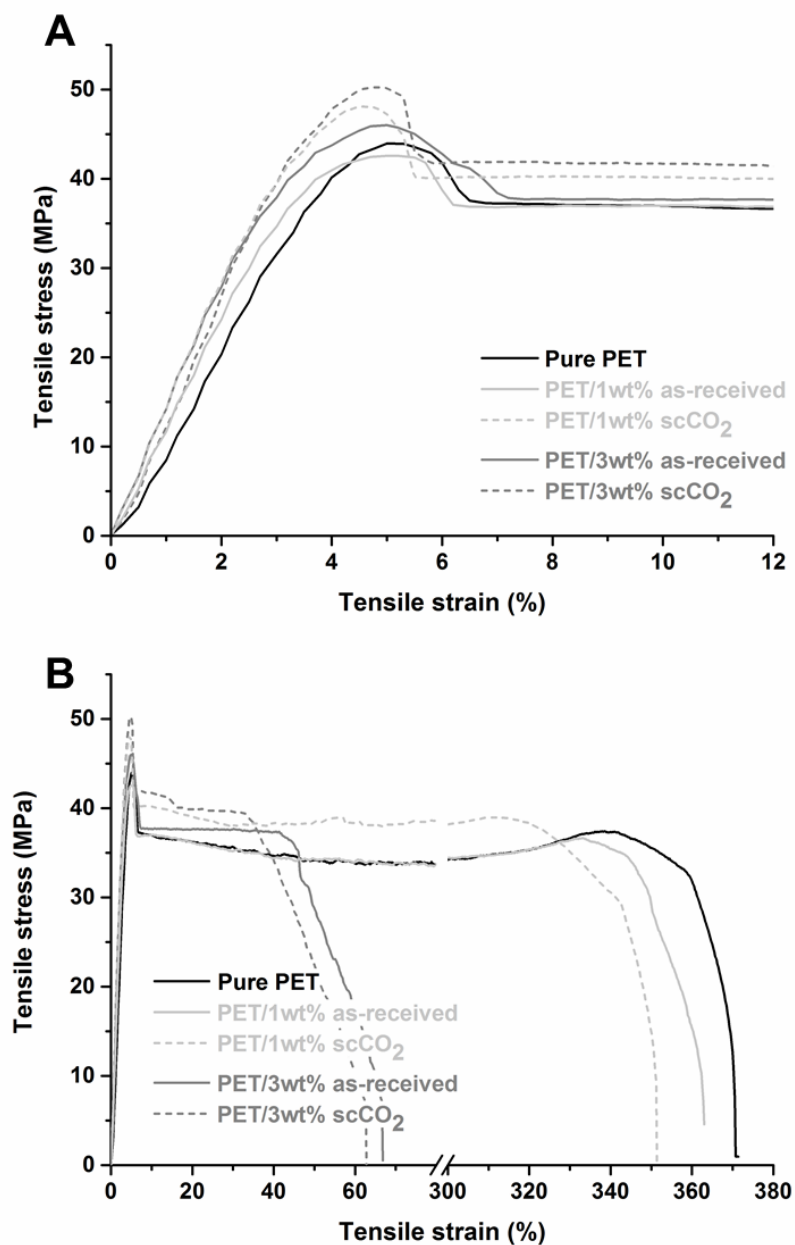 A
Tensile stress (MPa)
50
40
30
20
10
0
Pure PET
PET/1wt% as-received
PET/1wt% scCO2
PET/3wt% as-received
PET/3wt% scCO2
0 2 4 6 8 10 12
Tensile strain (%)
B
Tensile stress (MPa)
50
40
30
20
10
0
Pure PET
PET/1wt% as-received
PET/1wt% scCO2
PET/3wt% as-received
PET/3wt% scCO2
0 20 40 60 300 320 340 360 380
Tensile strain (%)